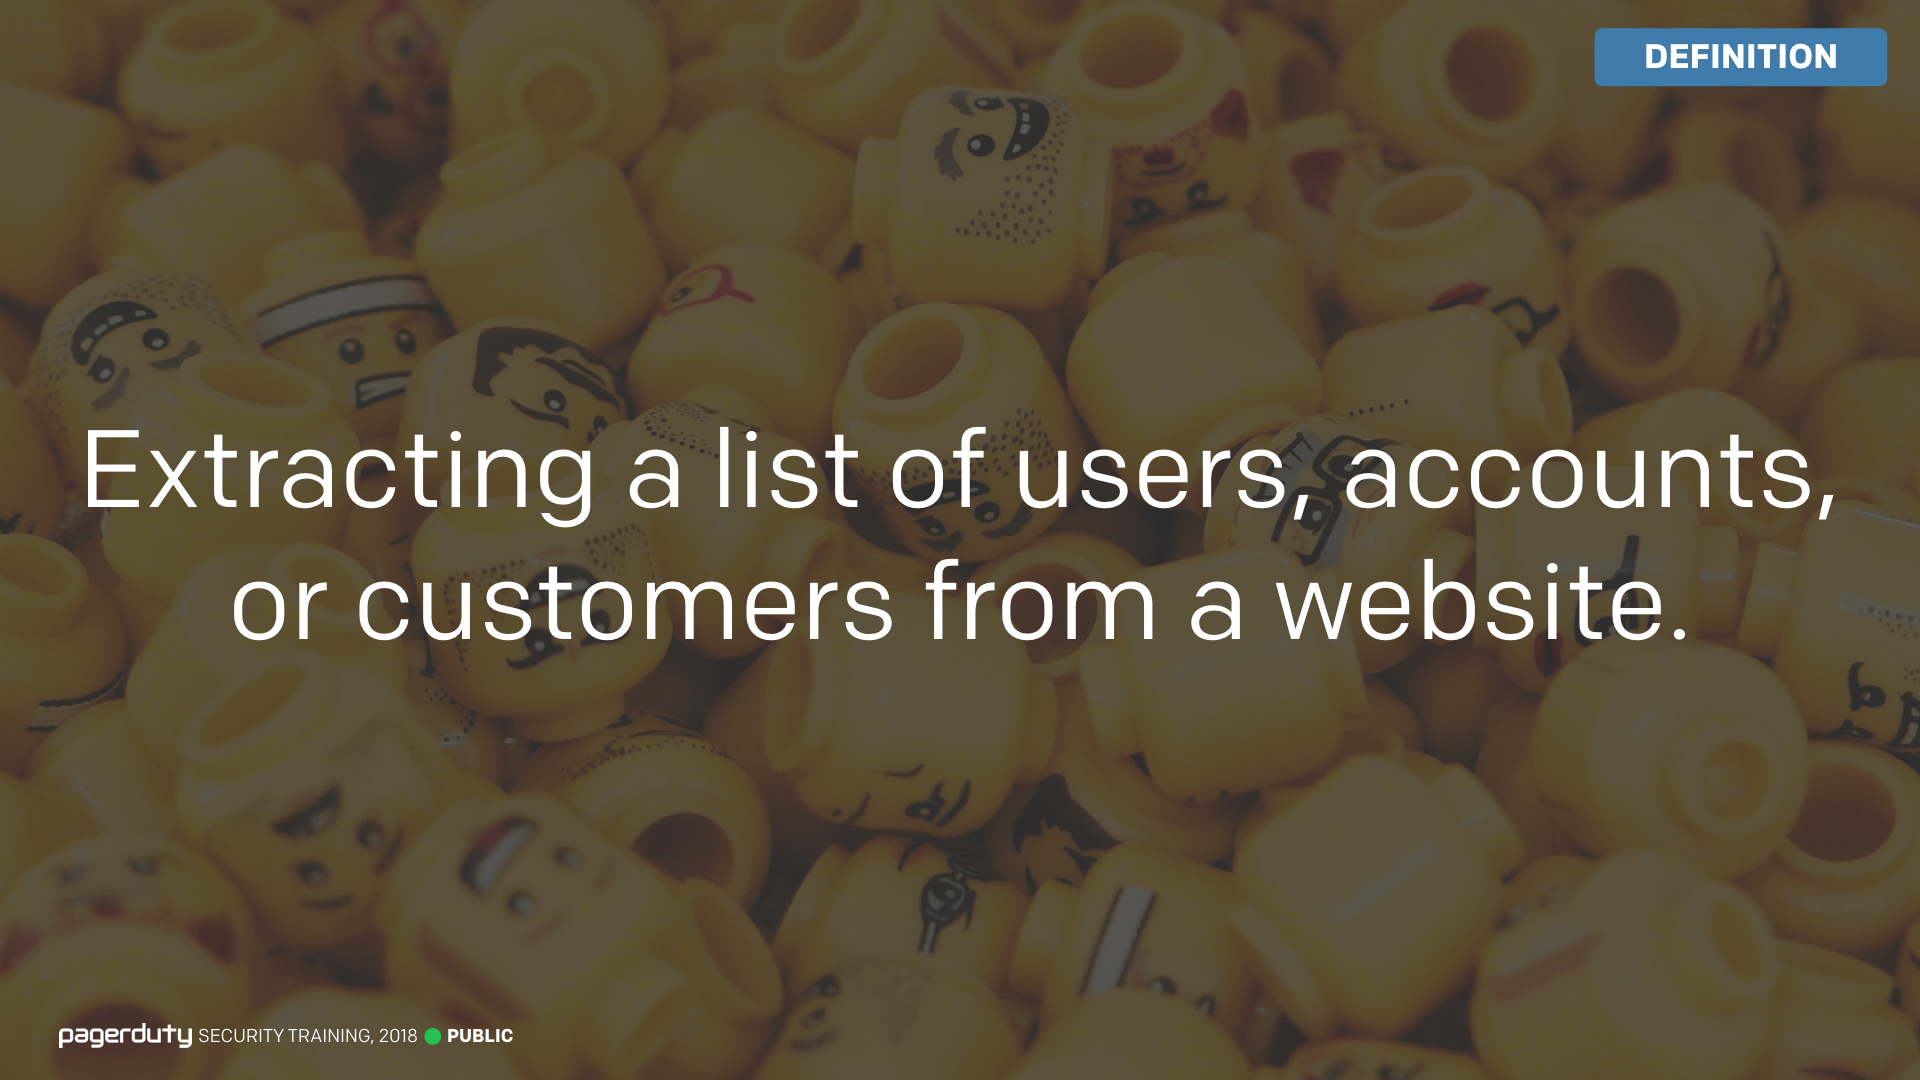 DEFINITION
Extracting a list of users, accounts,
or customers from a website.
pagerduty SECURITY TRAINING, 2018 PUBLIC